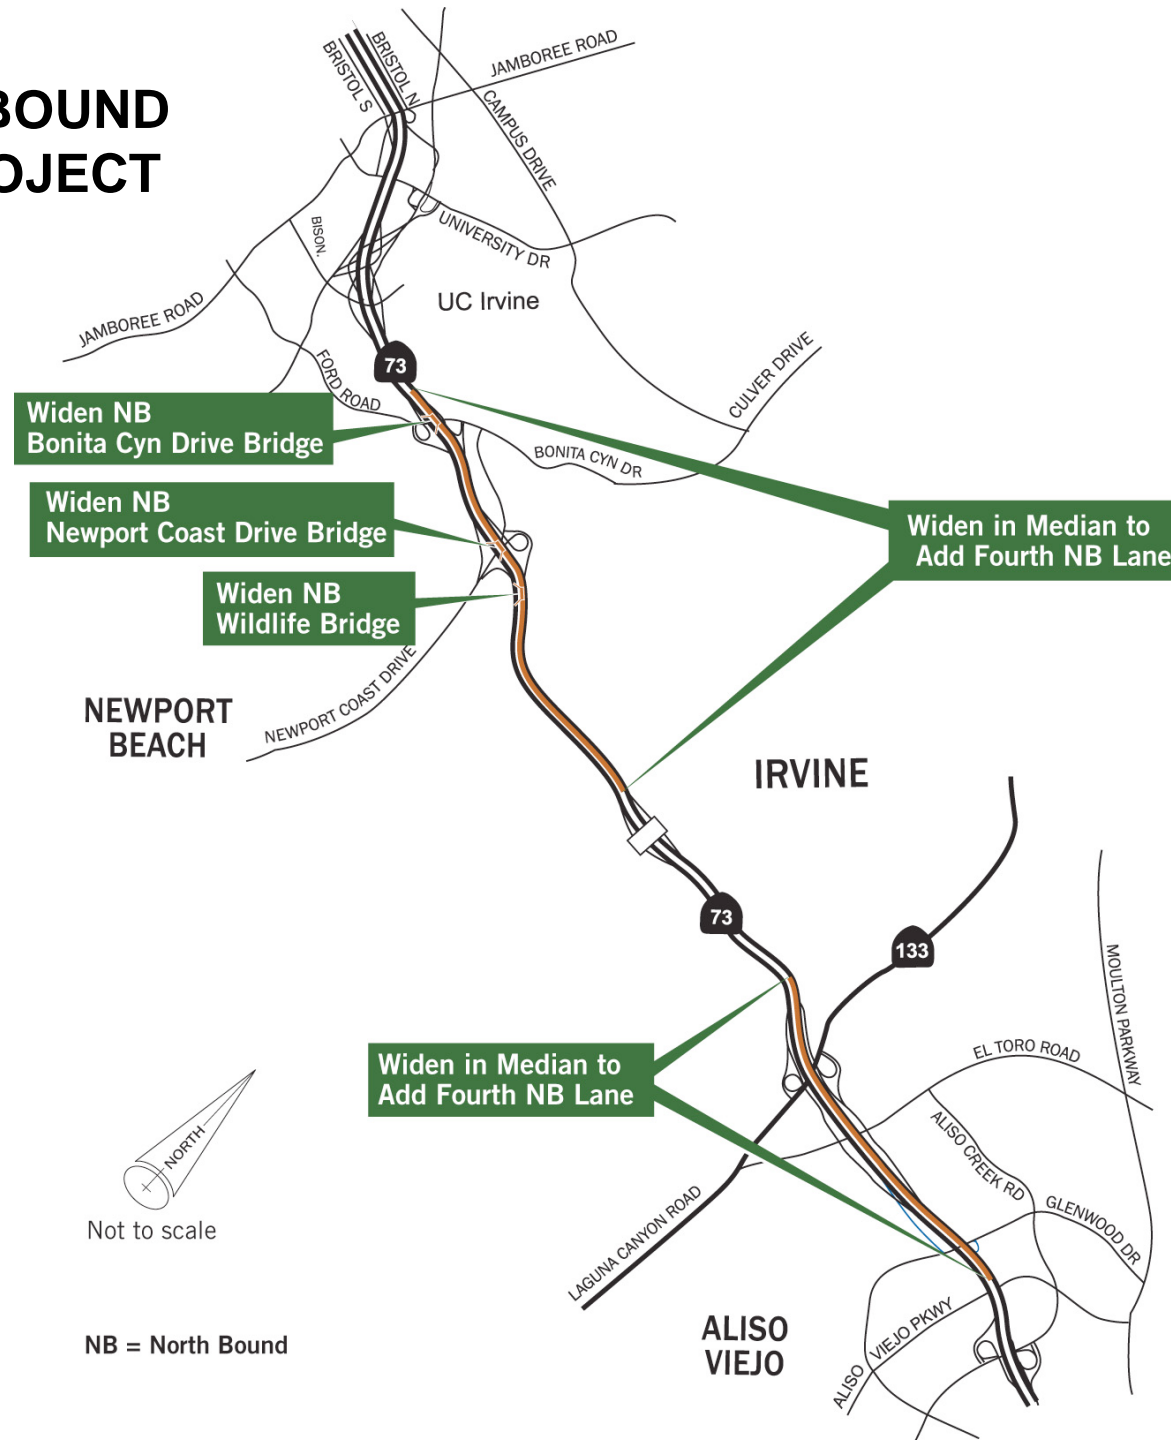 BOUND
OJECT
BRISTOL S
BRISTOL N
JAMBOREE ROAD
CAMPUS DRIVE
BISON.
UNIVERSITY DR
UC Irvine
JAMBOREE ROAD
73
FORD ROAD
CULVER DRIVE
Widen NB
Bonita Cyn Drive Bridge
BONITA CYN DR
Widen NB
Newport Coast Drive Bridge
Widen in Median to
Add Fourth NB Lane
Widen NB
Wildlife Bridge
NEWPORT COAST DRIVE
NEWPORT
BEACH
IRVINE
73
133
MOULTON PARKWAY
Widen in Median to
Add Fourth NB Lane
EL TORO ROAD
ALISO CREEK RD
NORTH
Not to scale
LAGUNA CANYON ROAD
GLENWOOD DR
ALISO VIEJO PKWY
NB = North Bound
ALISO
VIEJO